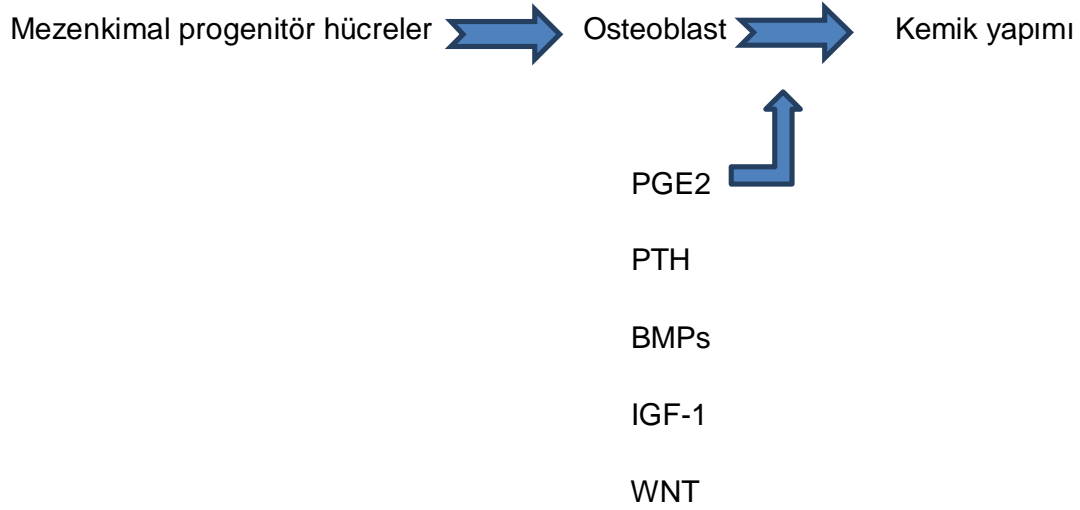 Mezenkimal progenitör hücreler Osteoblast Kemik yapımı
PGE2
PTH
BMPs
IGF-1
WNT